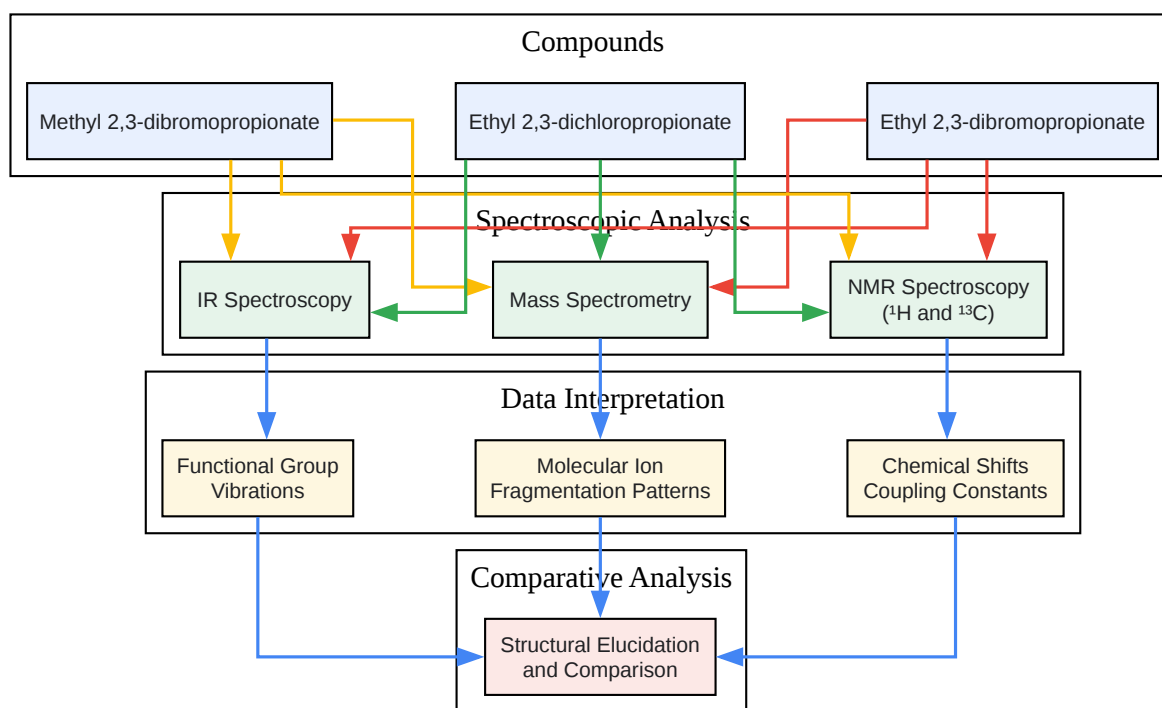 Compounds
Methyl 2,3-dibromopropionate
Ethyl 2,3-dichloropropionate
Ethyl 2,3-dibromopropionate
Spectroscopic Analysis
IR Spectroscopy
Mass Spectrometry
NMR Spectroscopy
(¹H and ¹³C)
Data Interpretation
Functional Group
Vibrations
Molecular Ion
Fragmentation Patterns
Chemical Shifts
Coupling Constants
Comparative Analysis
Structural Elucidation
and Comparison